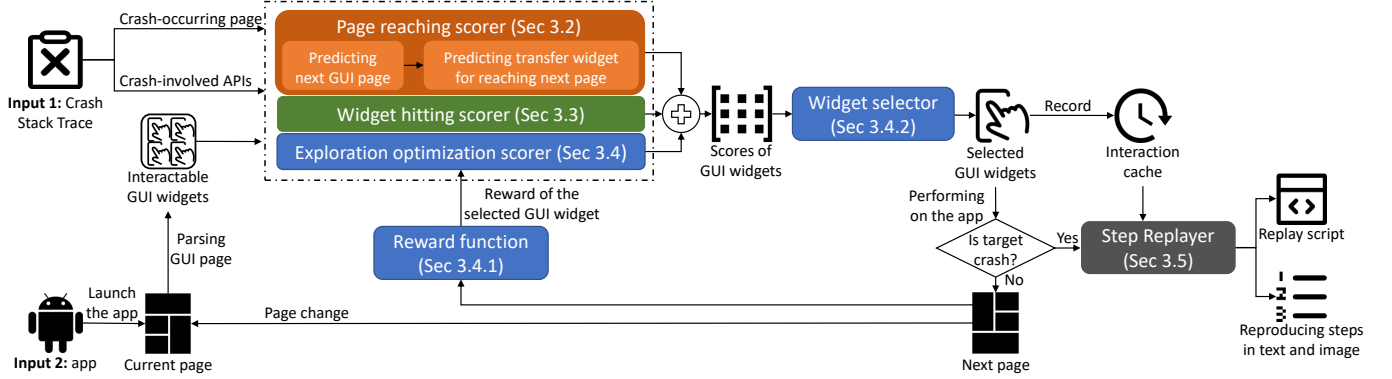 Crash-occurring page
Crash-involved APIs
Input 1: Crash
Stack Trace
Page reaching scorer (Sec 3.2)
Predicting
next GUI page
Predicting transfer widget
for reaching next page
Widget hitting scorer (Sec 3.3)
Exploration optimization scorer (Sec 3.4)
Interactable
GUI widgets
Scores of
GUI widgets
Widget selector
(Sec 3.4.2)
Selected
GUI widgets
Record
Interaction
cache
Reward of the
selected GUI widget
Reward function
(Sec 3.4.1)
Performing
on the app
Is target
crash?
Yes
No
Step Replayer
(Sec 3.5)
Replay script
Reproducing steps
in text and image
Parsing
GUI page
Launch
the app
Input 2: app
Current page
Page change
Next page